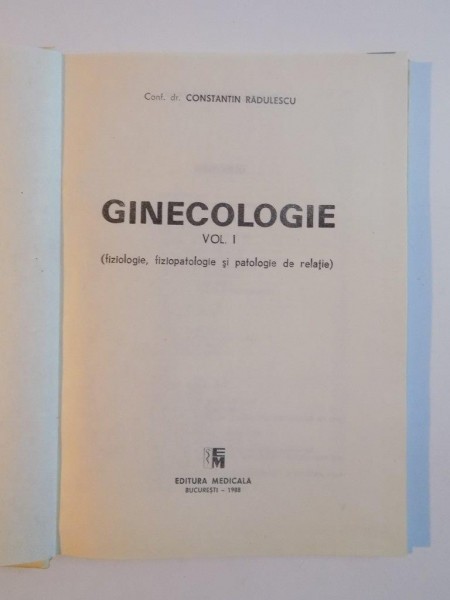 Conf. dr. CONSTANTIN RĂDULESCU
GINECOLOGIE
VOL. I
(fiziologie, fiziopatologie și patologie de relație)
EM
EDITURA MEDICALA
BUCUREȘTI - 1988